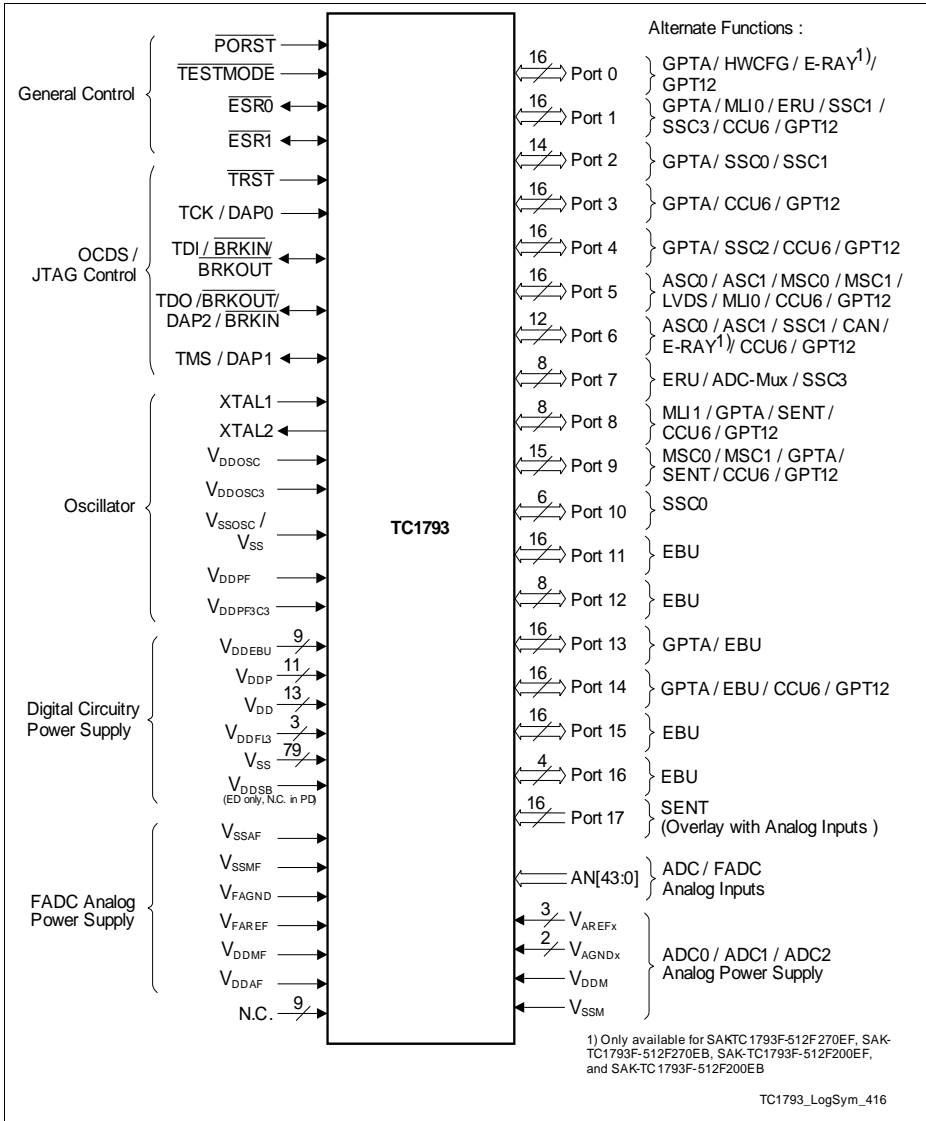 Alternate Functions :
General Control
PORST
TESTMODE
ESR0
ESR1
OCDS /
JTAG Control
TRST
TCK / DAP0
TDI / BRKIN/
BRKOUT
TDO /BRKOUT/
DAP2 / BRKIN
TMS / DAP1
Oscillator
XTAL1
XTAL2
VDDOSC
VDDOSC3
VSSOSC /
VSS
VDDPF
VDDPF3C3
Digital Circuitry
Power Supply
VDDEBU 9
VDDP 11
VDD 13
VDDFL3 3
VSS 79
VDDSB
(ED only, N.C. in PD)
FADC Analog
Power Supply
VSSAF
VSSMF
VFAGND
VFAREF
VDDMF
VDDAF
N.C. 9
TC1793
16 Port 0 GPTA / HWCFG / E-RAY1) /
GPT12
16 Port 1 GPTA / MLI0 / ERU / SSC1 /
SSC3 / CCU6 / GPT12
14 Port 2 GPTA / SSC0 / SSC1
16 Port 3 GPTA / CCU6 / GPT12
16 Port 4 GPTA / SSC2 / CCU6 / GPT12
16 Port 5 ASC0 / ASC1 / MSC0 / MSC1 /
LVDS / MLI0 / CCU6 / GPT12
12 Port 6 ASC0 / ASC1 / SSC1 / CAN /
E-RAY1) / CCU6 / GPT12
8 Port 7 ERU / ADC-Mux / SSC3
8 Port 8 MLI1 / GPTA / SENT /
CCU6 / GPT12
15 Port 9 MSC0 / MSC1 / GPTA /
SENT / CCU6 / GPT12
6 Port 10 SSC0
16 Port 11 EBU
8 Port 12 EBU
16 Port 13 GPTA / EBU
16 Port 14 GPTA / EBU / CCU6 / GPT12
16 Port 15 EBU
4 Port 16 EBU
16 Port 17 SENT
(Overlay with Analog Inputs )
AN[43:0] ADC / FADC
Analog Inputs
3 VAREFx
2 VAGNDx
VDDM
VSSM
ADC0 / ADC1 / ADC2
Analog Power Supply
1) Only available for SAKTC1793F-512F270EF, SAK-
TC1793F-512F270EB, SAK-TC1793F-512F200EF,
and SAK-TC1793F-512F200EB
TC1793_LogSym_416